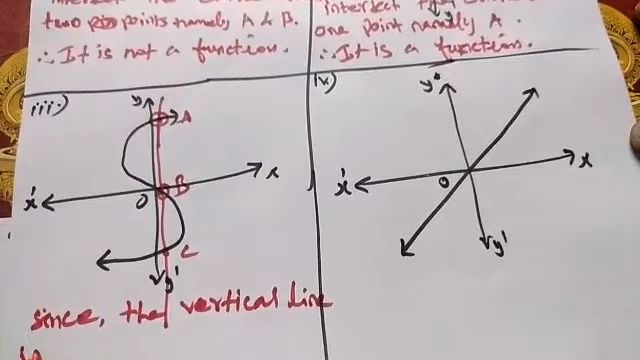 two points namely A & B.
∴ It is not a function.
one point namely A.
∴ It is a function.
iii)
y
A
x
B
x'
O
C
y'
since, the vertical line
iv)
y
x
x'
O
y'